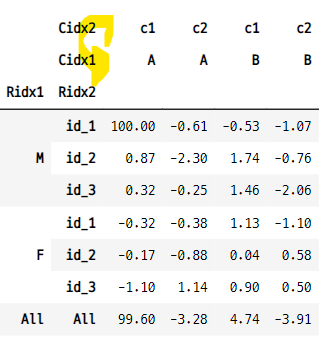 Cidx2 c1 c2 c1 c2
Cidx1 A A B B
Ridx1 Ridx2
id_1 100.00 -0.61 -0.53 -1.07
M id_2 0.87 -2.30 1.74 -0.76
id_3 0.32 -0.25 1.46 -2.06
id_1 -0.32 -0.38 1.13 -1.10
F id_2 -0.17 -0.88 0.04 0.58
id_3 -1.10 1.14 0.90 0.50
All All 99.60 -3.28 4.74 -3.91